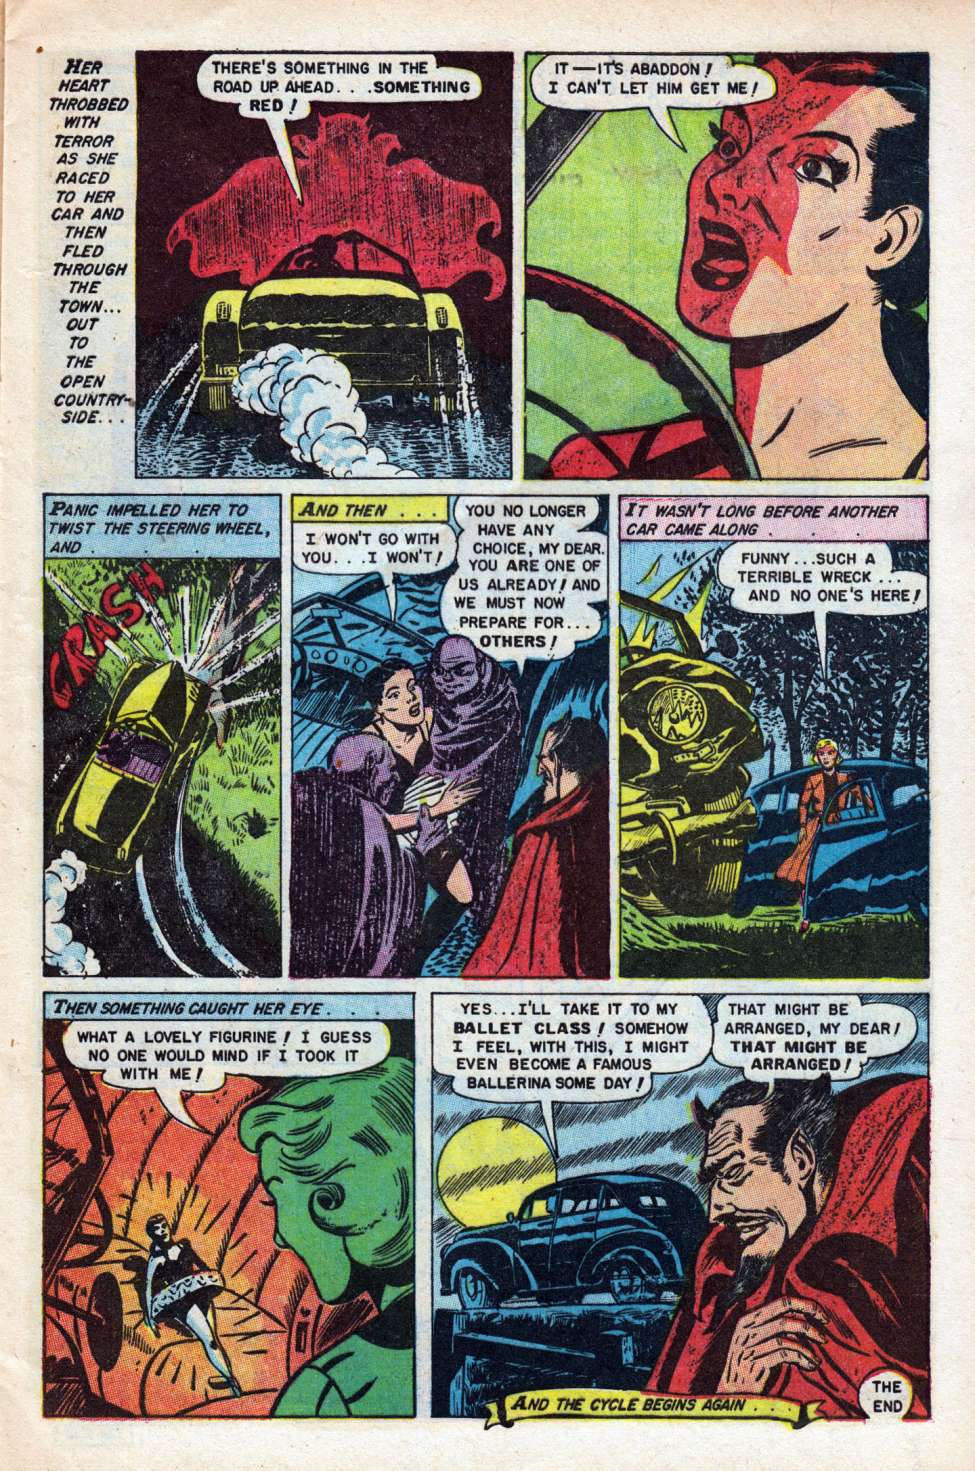 HER
HEART
THROBBED
WITH
TERROR
AS SHE
RACED
TO HER
CAR AND
THEN
FLED
THROUGH
THE
TOWN...
OUT
TO
THE
OPEN
COUNTRY-
SIDE...
THERE'S SOMETHING IN THE
ROAD UP AHEAD. . .SOMETHING
RED!
IT—IT'S ABADDON!
I CAN'T LET HIM GET ME!
PANIC IMPELLED HER TO
TWIST THE STEERING WHEEL,
AND . . . .
CRASH
AND THEN . . .
I WON'T GO WITH
YOU. . .I WON'T!
YOU NO LONGER
HAVE ANY
CHOICE, MY DEAR.
YOU ARE ONE OF
US ALREADY! AND
WE MUST NOW
PREPARE FOR...
OTHERS!
IT WASN'T LONG BEFORE ANOTHER
CAR CAME ALONG . . . .
FUNNY...SUCH A
TERRIBLE WRECK...
AND NO ONE'S HERE!
THEN SOMETHING CAUGHT HER EYE . . . .
WHAT A LOVELY FIGURINE! I GUESS
NO ONE WOULD MIND IF I TOOK IT
WITH ME!
YES...I'LL TAKE IT TO MY
BALLET CLASS! SOMEHOW
I FEEL, WITH THIS, I MIGHT
EVEN BECOME A FAMOUS
BALLERINA SOME DAY!
THAT MIGHT BE
ARRANGED, MY DEAR!
THAT MIGHT BE
ARRANGED!
AND THE CYCLE BEGINS AGAIN . . .
THE
END